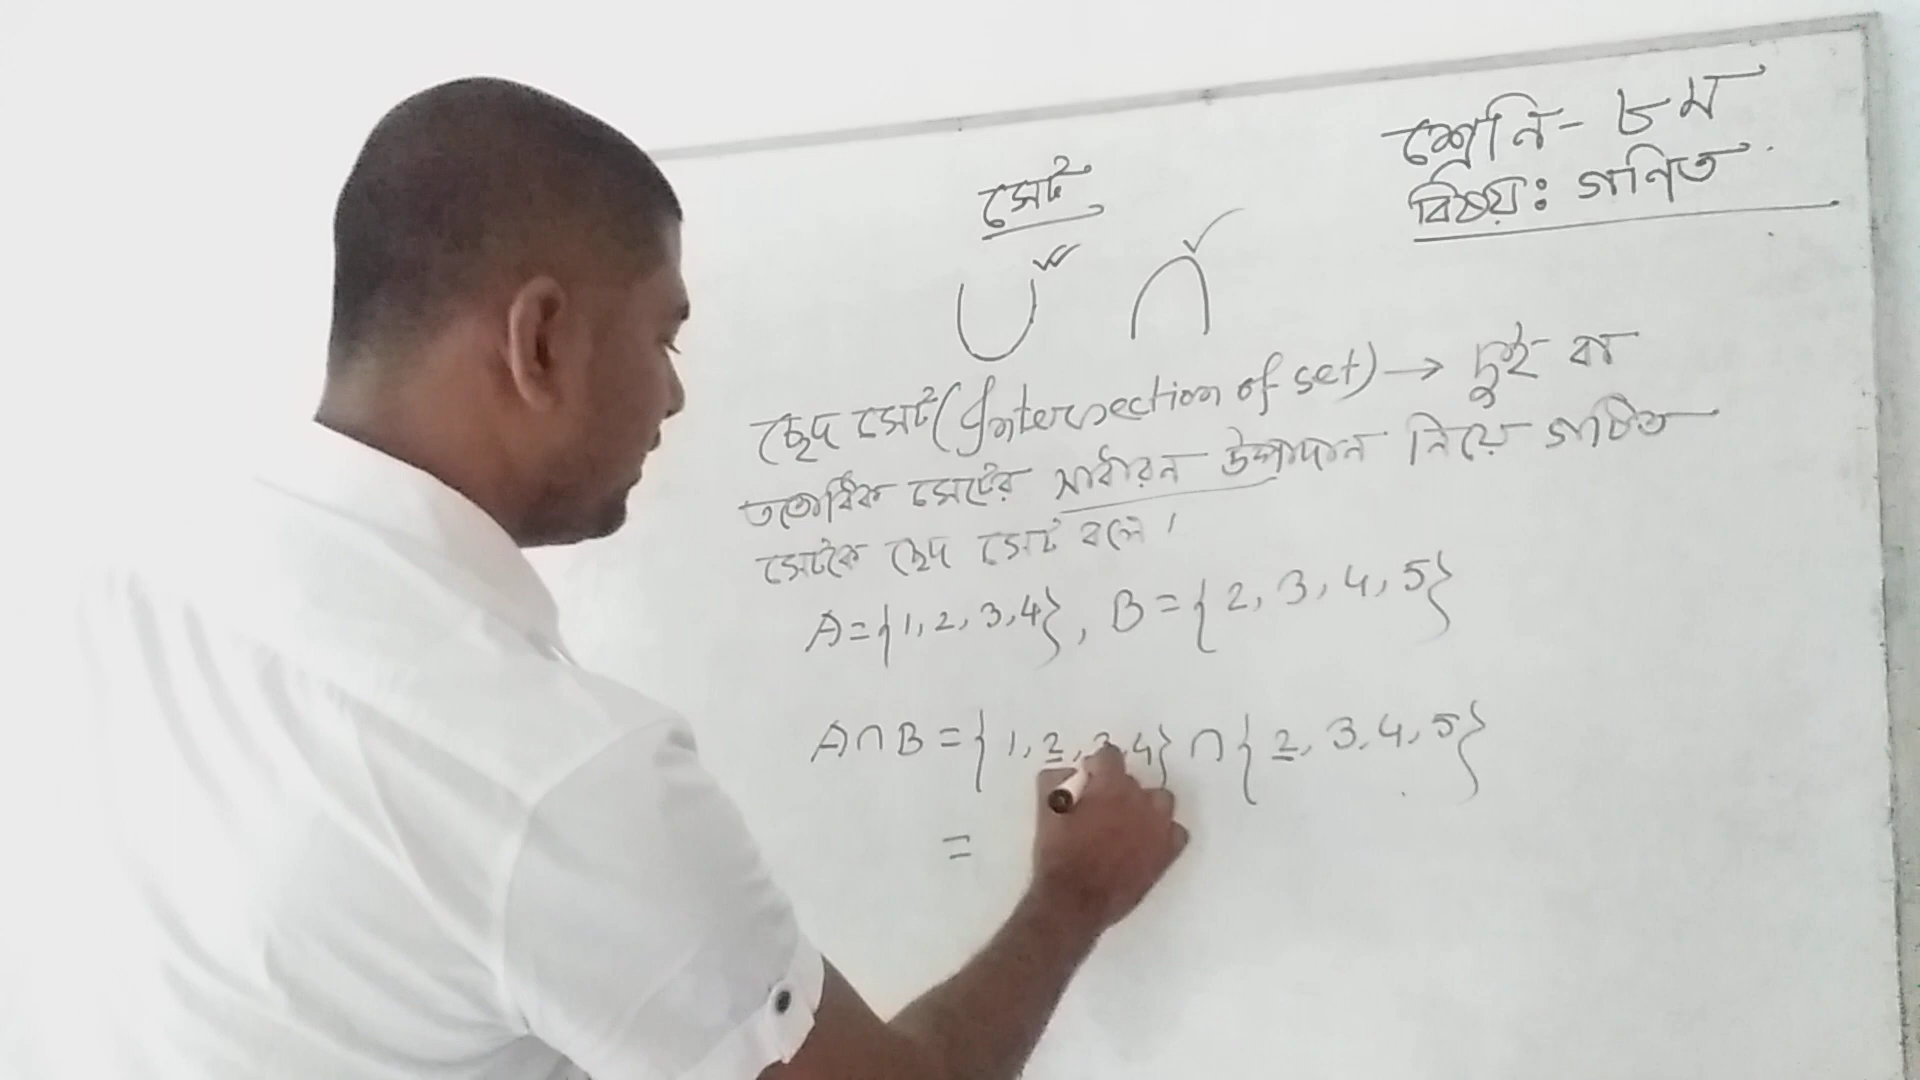 শ্রেনি- ৮ম
বিষয়: গনিত
সেট
∪ ∩
ছেদ সেট (Intersection of set) → দুই বা
ততোধিক সেটের সাধারন উপাদান নিয়ে গঠিত
সেটকে ছেদ সেট বলে।
A={1, 2, 3, 4}, B={2, 3, 4, 5}
A∩B={1, 2, 3, 4}∩{2, 3, 4, 5}
=